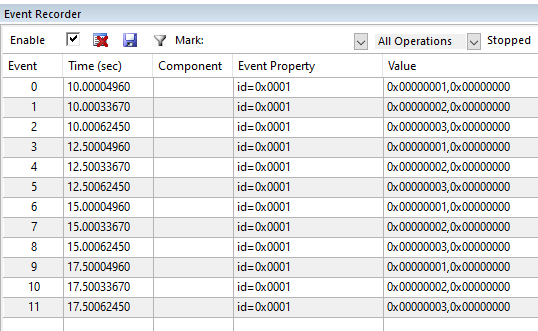 Event Recorder
Enable Mark: All Operations Stopped
Event Time (sec) Component Event Property Value
0 10.00004960 id=0x0001 0x00000001,0x00000000
1 10.00033670 id=0x0001 0x00000002,0x00000000
2 10.00062450 id=0x0001 0x00000003,0x00000000
3 12.50004960 id=0x0001 0x00000001,0x00000000
4 12.50033670 id=0x0001 0x00000002,0x00000000
5 12.50062450 id=0x0001 0x00000003,0x00000000
6 15.00004960 id=0x0001 0x00000001,0x00000000
7 15.00033670 id=0x0001 0x00000002,0x00000000
8 15.00062450 id=0x0001 0x00000003,0x00000000
9 17.50004960 id=0x0001 0x00000001,0x00000000
10 17.50033670 id=0x0001 0x00000002,0x00000000
11 17.50062450 id=0x0001 0x00000003,0x00000000